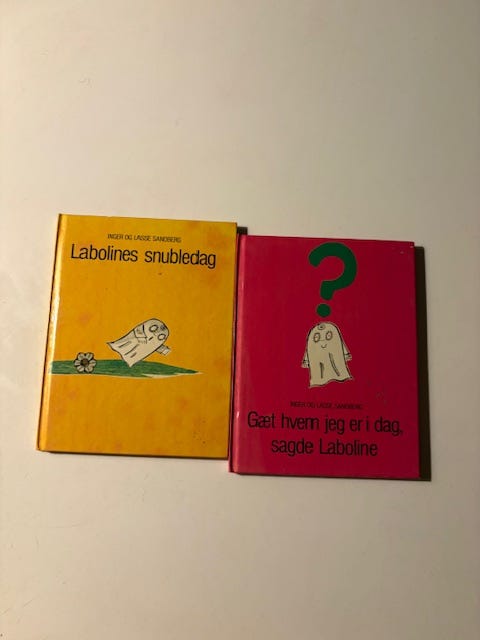 INGER OG LASSE SANDBERG
Labolines snubledag
?
INGER OG LASSE SANDBERG
Gæt hvem jeg er i dag,
sagde Laboline